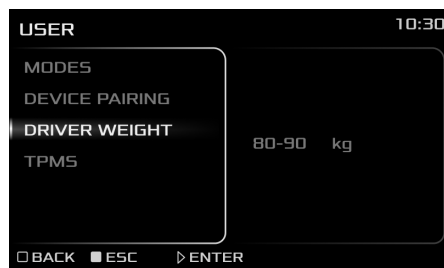 USER 10:30
MODES
DEVICE PAIRING
DRIVER WEIGHT
TPMS
80-90 kg
BACK ESC ENTER